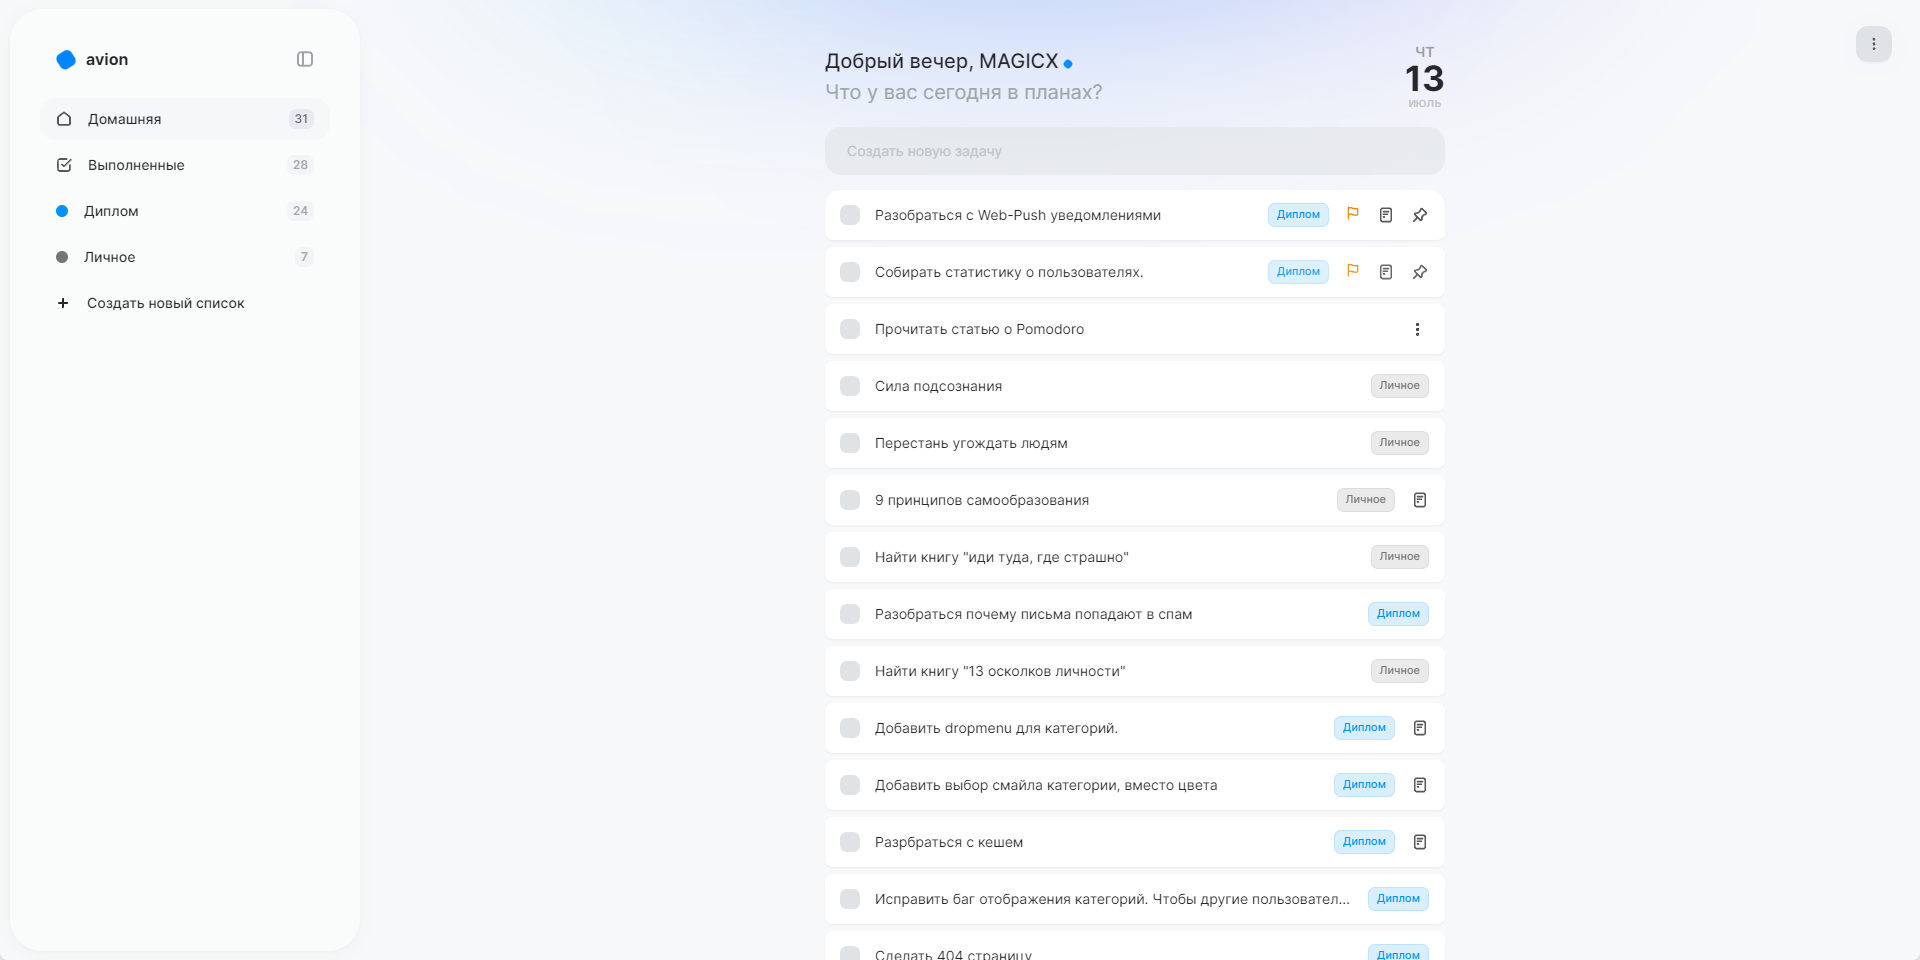 avion
Домашняя 31
Выполненные 28
Диплом 24
Личное 7
Создать новый список
Добрый вечер, MAGICX
Что у вас сегодня в планах?
ЧТ
13
ИЮЛЬ
Создать новую задачу
Разобраться с Web-Push уведомлениями Диплом
Собирать статистику о пользователях. Диплом
Прочитать статью о Pomodoro
Сила подсознания Личное
Перестань угождать людям Личное
9 принципов самообразования Личное
Найти книгу "иди туда, где страшно" Личное
Разобраться почему письма попадают в спам Диплом
Найти книгу "13 осколков личности" Личное
Добавить dropmenu для категорий. Диплом
Добавить выбор смайла категории, вместо цвета Диплом
Разрбраться с кешем Диплом
Исправить баг отображения категорий. Чтобы другие пользовател... Диплом
Сделать 404 страницу Диплом